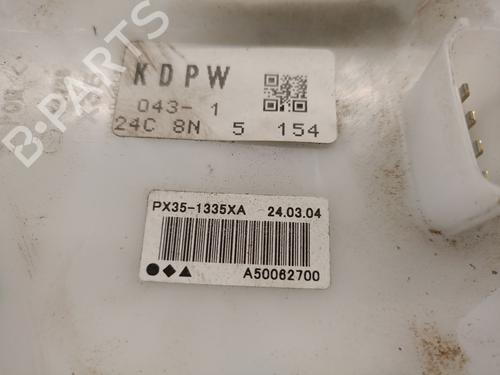 B-PARTS
KDPW
043- 1
24C 8N 5 154
PX35-1335XA 24.03.04
A50062700